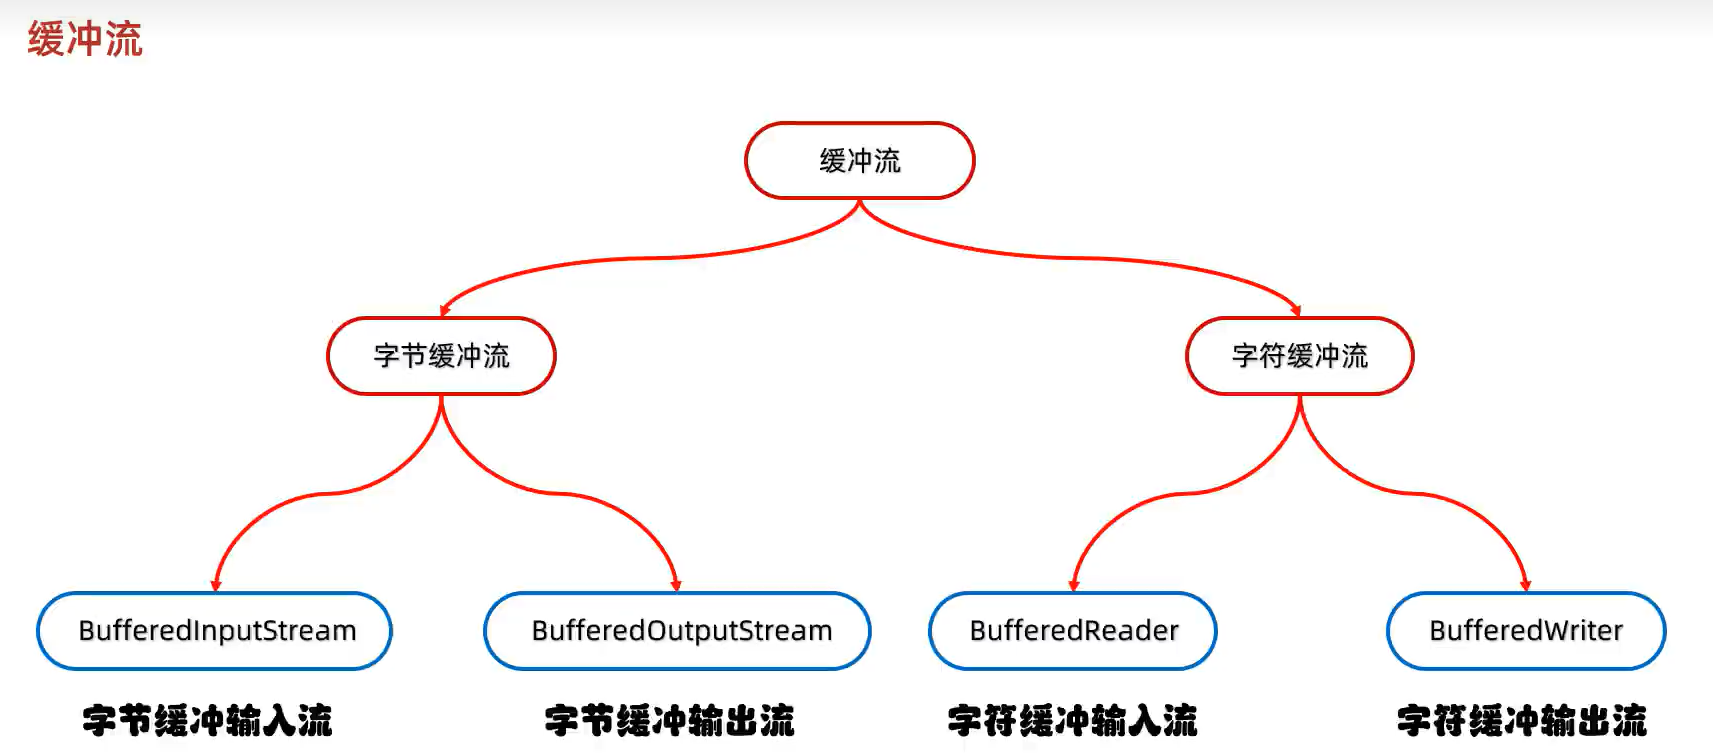 缓冲流
缓冲流
字节缓冲流
字符缓冲流
BufferedInputStream
BufferedOutputStream
BufferedReader
BufferedWriter
字节缓冲输入流
字节缓冲输出流
字符缓冲输入流
字符缓冲输出流